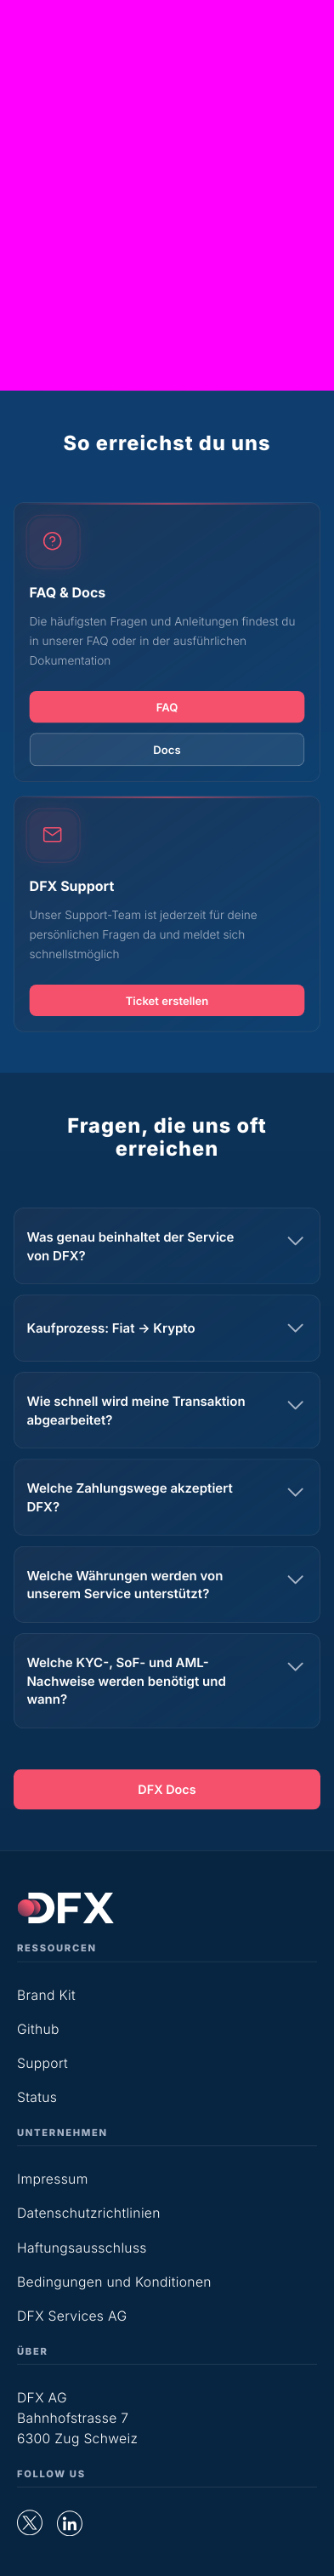 So erreichst du uns
FAQ & Docs
Die häufigsten Fragen und Anleitungen findest du
in unserer FAQ oder in der ausführlichen
Dokumentation
FAQ
Docs
DFX Support
Unser Support-Team ist jederzeit für deine
persönlichen Fragen da und meldet sich
schnellstmöglich
Ticket erstellen
Fragen, die uns oft
erreichen
Was genau beinhaltet der Service
von DFX?
Kaufprozess: Fiat → Krypto
Wie schnell wird meine Transaktion
abgearbeitet?
Welche Zahlungswege akzeptiert
DFX?
Welche Währungen werden von
unserem Service unterstützt?
Welche KYC-, SoF- und AML-
Nachweise werden benötigt und
wann?
DFX Docs
DFX
RESSOURCEN
Brand Kit
Github
Support
Status
UNTERNEHMEN
Impressum
Datenschutzrichtlinien
Haftungsausschluss
Bedingungen und Konditionen
DFX Services AG
ÜBER
DFX AG
Bahnhofstrasse 7
6300 Zug Schweiz
FOLLOW US